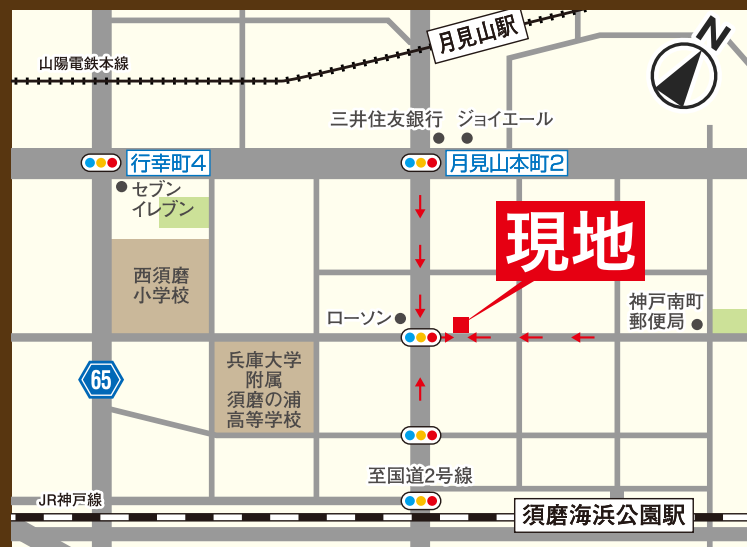 N
月見山駅
山陽電鉄本線
三井住友銀行
ジョイエール
行幸町4
月見山本町2
セブン
イレブン
現地
西須磨
小学校
神戸南町
郵便局
ローソン
兵庫大学
附属
須磨の浦
高等学校
65
至国道2号線
JR神戸線
須磨海浜公園駅